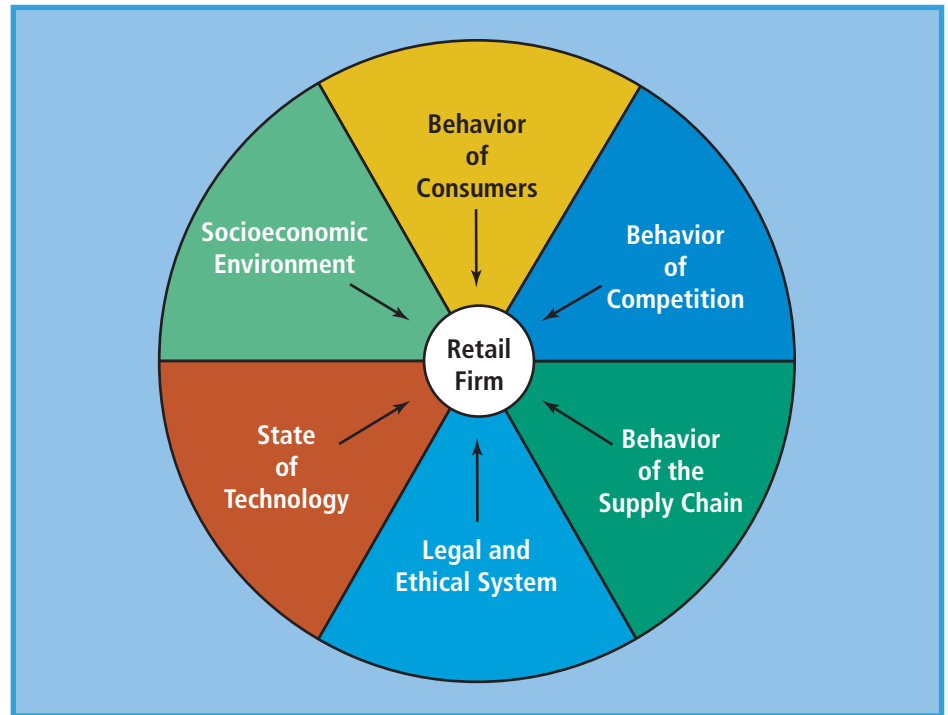 Behavior
of
Consumers
Behavior
of
Competition
Behavior
of the
Supply Chain
Legal and
Ethical System
State
of
Technology
Socioeconomic
Environment
Retail
Firm